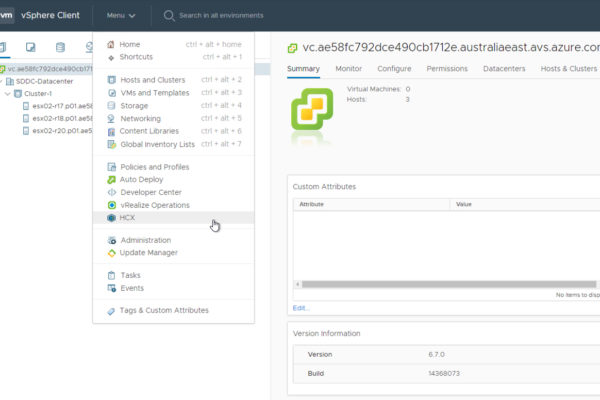 vm vSphere Client Menu Search in all environments
Home ctrl + alt + home
Shortcuts ctrl + alt + 1
Hosts and Clusters ctrl + alt + 2
VMs and Templates ctrl + alt + 3
Storage ctrl + alt + 4
Networking ctrl + alt + 5
Content Libraries ctrl + alt + 6
Global Inventory Lists ctrl + alt + 7
Policies and Profiles
Auto Deploy
Developer Center
vRealize Operations
HCX
Administration
Update Manager
Tasks
Events
Tags & Custom Attributes
vc.ae58fc792dce490cb171
SDDC-Datacenter
Cluster-1
esx02-r17.p01.ae58
esx02-r18.p01.ae58
esx02-r20.p01.ae5
vc.ae58fc792dce490cb1712e.australiaeast.avs.azure.com
Summary Monitor Configure Permissions Datacenters Hosts & Clusters
Virtual Machines: 0
Hosts: 3
Custom Attributes
Attribute Value
No items to disp
Edit...
Version Information
Version 6.7.0
Build 14368073